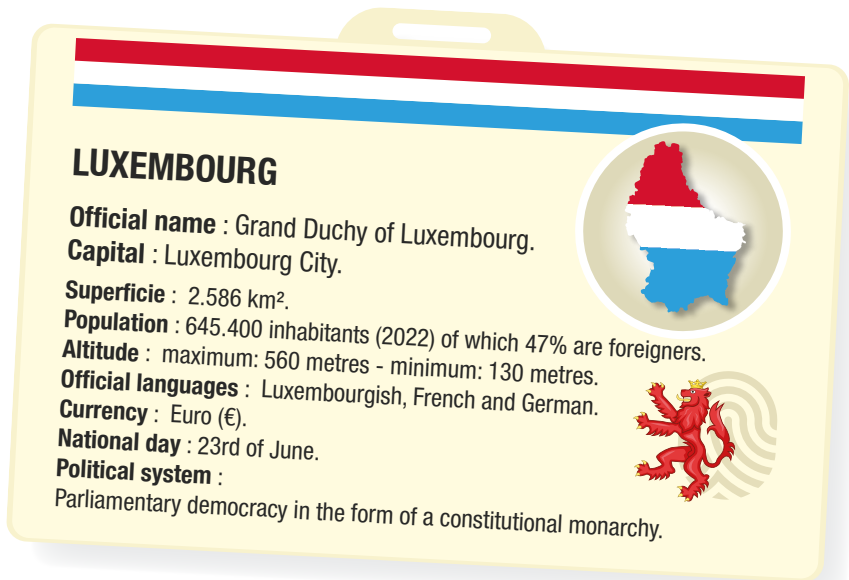 LUXEMBOURG
Official name : Grand Duchy of Luxembourg.
Capital : Luxembourg City.
Superficie : 2.586 km².
Population : 645.400 inhabitants (2022) of which 47% are foreigners.
Altitude : maximum: 560 metres - minimum: 130 metres.
Official languages : Luxembourgish, French and German.
Currency : Euro (€).
National day : 23rd of June.
Political system :
Parliamentary democracy in the form of a constitutional monarchy.